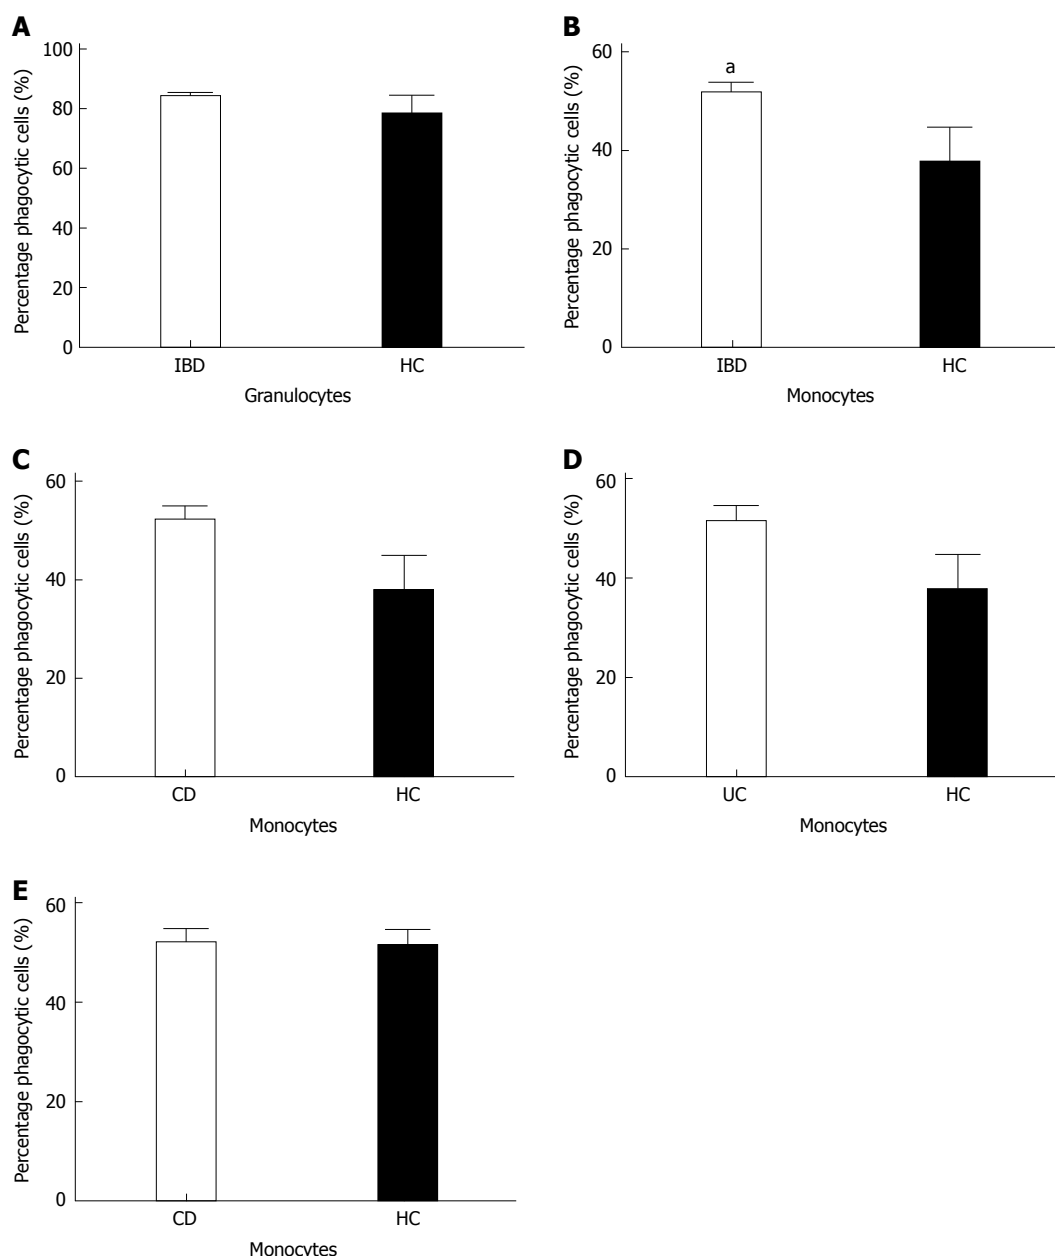 A
Percentage phagocytic cells (%)
100
80
60
40
20
0
IBD HC
Granulocytes
B
Percentage phagocytic cells (%)
60
40
20
0
a
IBD HC
Monocytes
C
Percentage phagocytic cells (%)
60
40
20
0
CD HC
Monocytes
D
Percentage phagocytic cells (%)
60
40
20
0
UC HC
Monocytes
E
Percentage phagocytic cells (%)
60
40
20
0
CD HC
Monocytes